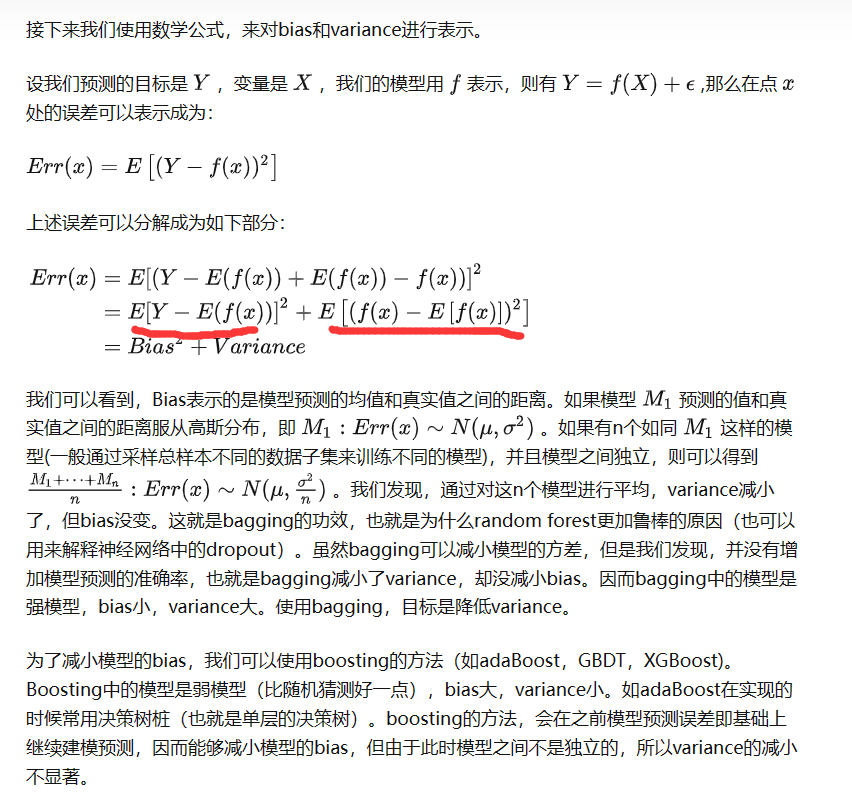 接下来我们使用数学公式，来对bias和variance进行表示。
设我们预测的目标是 Y ，变量是 X ，我们的模型用 f 表示，则有 Y = f(X) + ϵ ,那么在点 x
处的误差可以表示成为：
Err(x) = E [(Y − f(x))²]
上述误差可以分解成为如下部分：
Err(x) = E[(Y − E(f(x)) + E(f(x)) − f(x))]²
= E[Y − E(f(x))]² + E [(f(x) − E [f(x)])²]
= Bias² + Variance
我们可以看到，Bias表示的是模型预测的均值和真实值之间的距离。如果模型 M₁ 预测的值和真
实值之间的距离服从高斯分布，即 M₁ : Err(x) ∼ N(μ, σ²) 。如果有n个如同 M₁ 这样的模
型(一般通过采样总样本不同的数据子集来训练不同的模型)，并且模型之间独立，则可以得到
(M₁+⋯+Mₙ)/n : Err(x) ∼ N(μ, σ²/n) 。我们发现，通过对这n个模型进行平均，variance减小
了，但bias没变。这就是bagging的功效，也就是为什么random forest更加鲁棒的原因（也可以
用来解释神经网络中的dropout）。虽然bagging可以减小模型的方差，但是我们发现，并没有增
加模型预测的准确率，也就是bagging减小了variance，却没减小bias。因而bagging中的模型是
强模型，bias小，variance大。使用bagging，目标是降低variance。
为了减小模型的bias，我们可以使用boosting的方法（如adaBoost，GBDT，XGBoost)。
Boosting中的模型是弱模型（比随机猜测好一点），bias大，variance小。如adaBoost在实现的
时候常用决策树桩（也就是单层的决策树）。boosting的方法，会在之前模型预测误差即基础上
继续建模预测，因而能够减小模型的bias，但由于此时模型之间不是独立的，所以variance的减小
不显著。